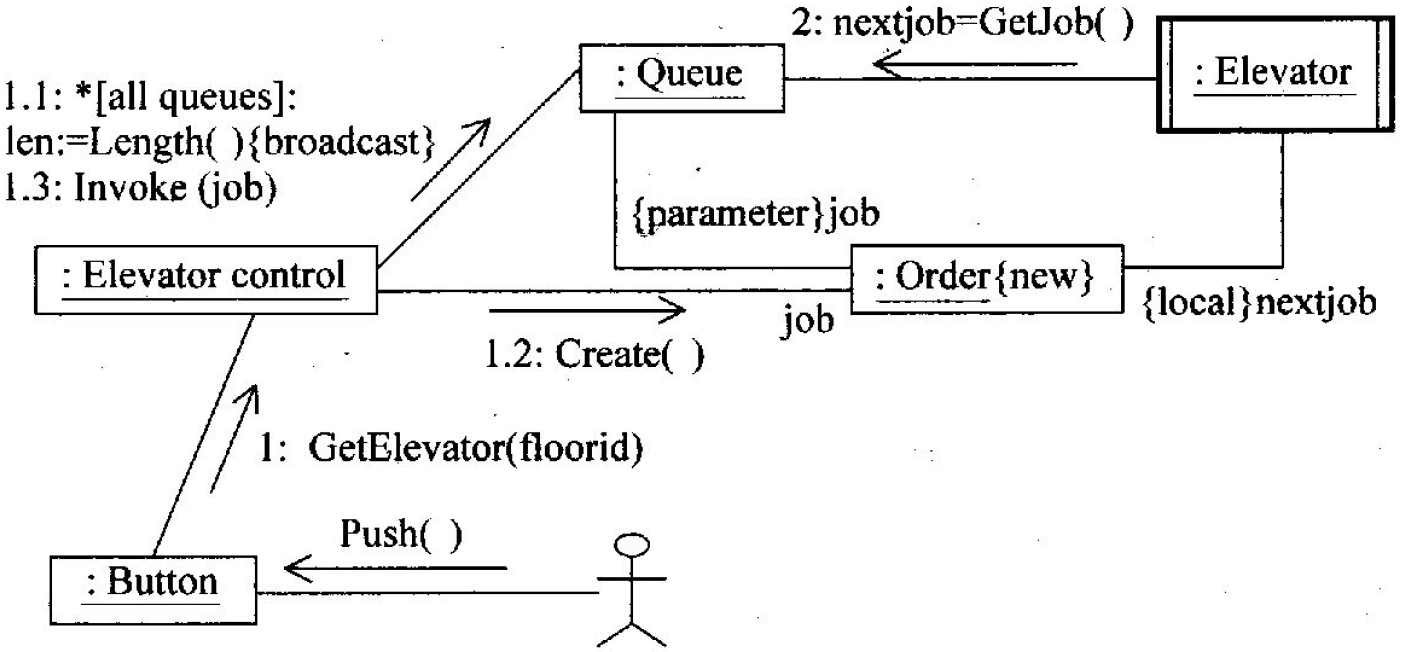 2: nextjob=GetJob( )
: Queue
: Elevator
1.1: *[all queues]:
len:=Length( ){broadcast}
1.3: Invoke (job)
{parameter}job
: Elevator control
: Order{new}
job
{local}nextjob
1.2: Create( )
1: GetElevator(floorid)
Push( )
: Button